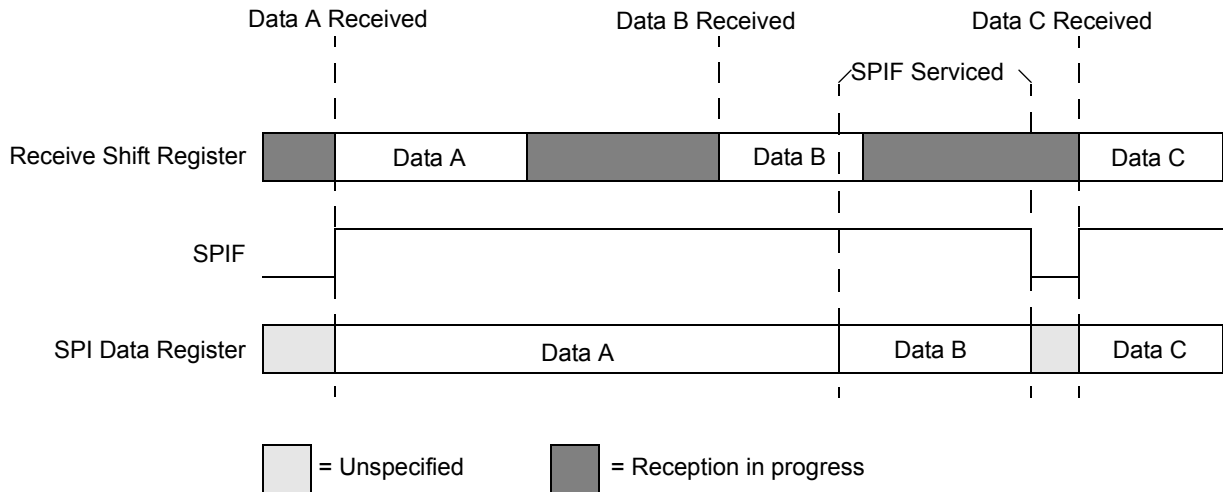 Data A Received Data B Received Data C Received
SPIF Serviced
Receive Shift Register Data A Data B Data C
SPIF
SPI Data Register Data A Data B Data C
= Unspecified = Reception in progress